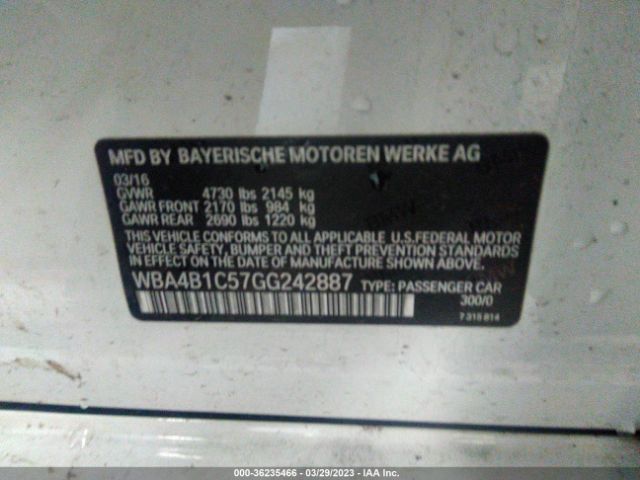 MFD BY BAYERISCHE MOTOREN WERKE AG
03/16
GVWR 4730 lbs 2145 kg
GAWR FRONT 2170 lbs 984 kg
GAWR REAR 2690 lbs 1220 kg
THIS VEHICLE CONFORMS TO ALL APPLICABLE U.S. FEDERAL MOTOR
VEHICLE SAFETY, BUMPER AND THEFT PREVENTION STANDARDS
IN EFFECT ON THE DATE OF MANUFACTURE SHOWN ABOVE.
WBA4B1C57GG242887 TYPE: PASSENGER CAR
300/0
7 315 814
000-36235466 — 03/29/2023 — IAA Inc.